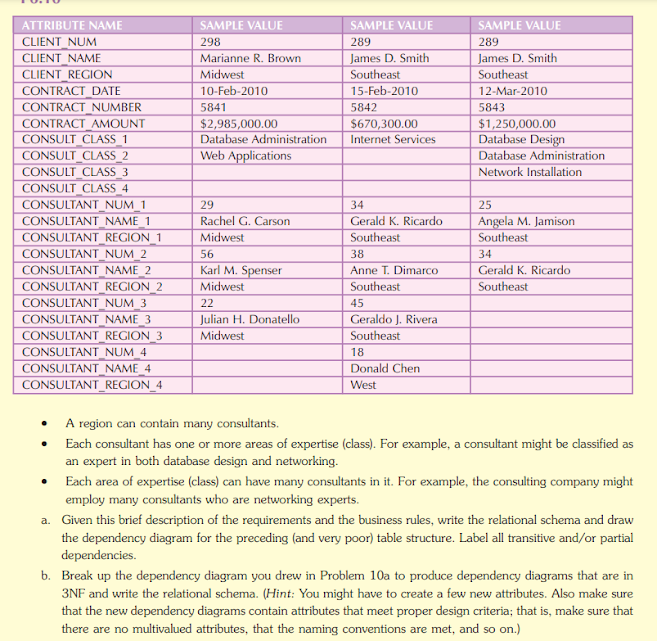 ATTRIBUTE NAME SAMPLE VALUE SAMPLE VALUE SAMPLE VALUE
CLIENT_NUM 298 289 289
CLIENT_NAME Marianne R. Brown James D. Smith James D. Smith
CLIENT_REGION Midwest Southeast Southeast
CONTRACT_DATE 10-Feb-2010 15-Feb-2010 12-Mar-2010
CONTRACT_NUMBER 5841 5842 5843
CONTRACT_AMOUNT $2,985,000.00 $670,300.00 $1,250,000.00
CONSULT_CLASS_1 Database Administration Internet Services Database Design
CONSULT_CLASS_2 Web Applications Database Administration
CONSULT_CLASS_3 Network Installation
CONSULT_CLASS_4
CONSULTANT_NUM_1 29 34 25
CONSULTANT_NAME_1 Rachel G. Carson Gerald K. Ricardo Angela M. Jamison
CONSULTANT_REGION_1 Midwest Southeast Southeast
CONSULTANT_NUM_2 56 38 34
CONSULTANT_NAME_2 Karl M. Spenser Anne T. Dimarco Gerald K. Ricardo
CONSULTANT_REGION_2 Midwest Southeast Southeast
CONSULTANT_NUM_3 22 45
CONSULTANT_NAME_3 Julian H. Donatello Geraldo J. Rivera
CONSULTANT_REGION_3 Midwest Southeast
CONSULTANT_NUM_4 18
CONSULTANT_NAME_4 Donald Chen
CONSULTANT_REGION_4 West
• A region can contain many consultants.
• Each consultant has one or more areas of expertise (class). For example, a consultant might be classified as
an expert in both database design and networking.
• Each area of expertise (class) can have many consultants in it. For example, the consulting company might
employ many consultants who are networking experts.
a. Given this brief description of the requirements and the business rules, write the relational schema and draw
the dependency diagram for the preceding (and very poor) table structure. Label all transitive and/or partial
dependencies.
b. Break up the dependency diagram you drew in Problem 10a to produce dependency diagrams that are in
3NF and write the relational schema. (Hint: You might have to create a few new attributes. Also make sure
that the new dependency diagrams contain attributes that meet proper design criteria; that is, make sure that
there are no multivalued attributes, that the naming conventions are met, and so on.)